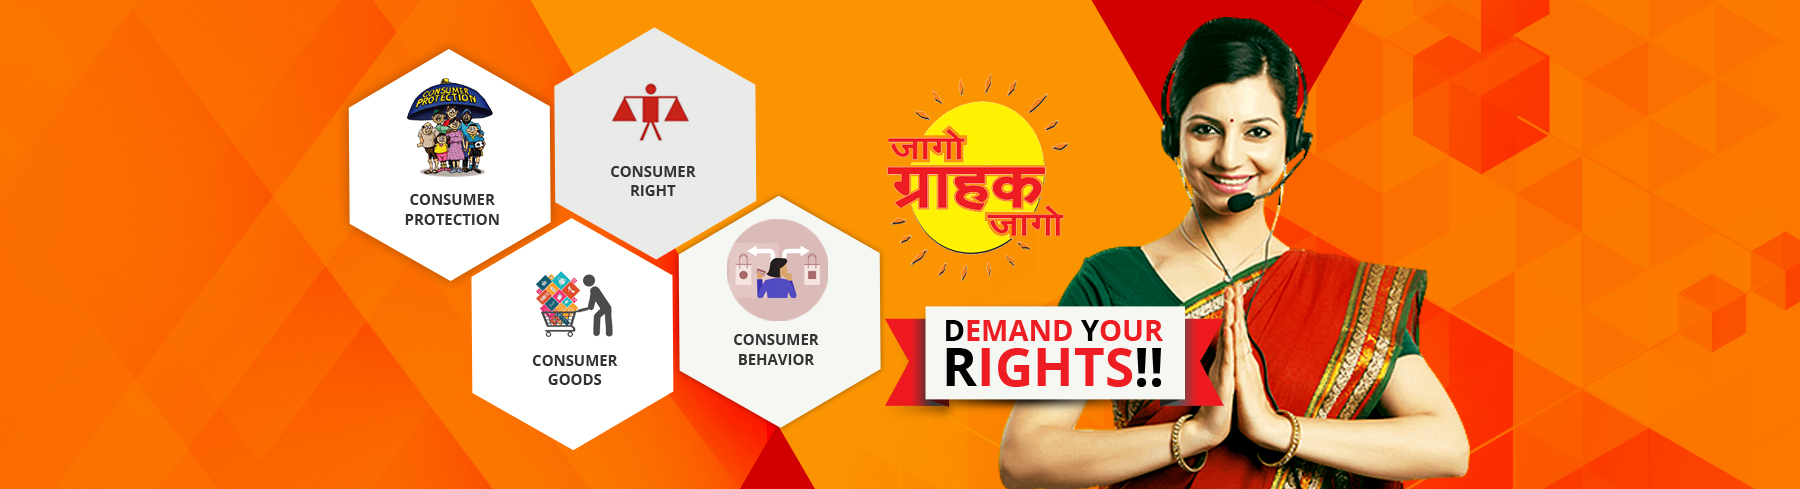 CONSUMER
PROTECTION
CONSUMER
PROTECTION
CONSUMER
RIGHT
CONSUMER
GOODS
CONSUMER
BEHAVIOR
जागो
ग्राहक
जागो
DEMAND YOUR
RIGHTS!!